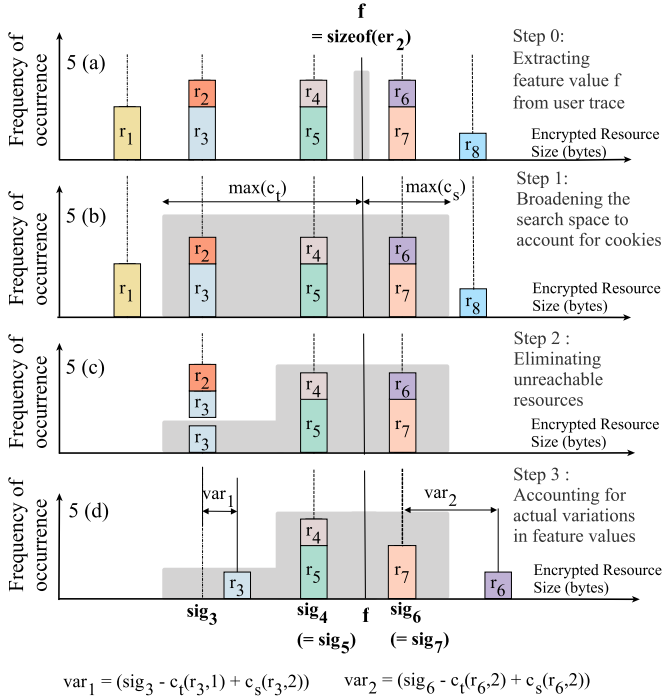 f
= sizeof(er2)
Step 0:
Extracting
feature value f
from user trace
Frequency of
occurrence
5 (a)
r1
r2
r3
r4
r5
r6
r7
r8
Encrypted Resource
Size (bytes)
Step 1:
Broadening the
search space to
account for cookies
Frequency of
occurrence
5 (b)
max(ct)
max(cs)
r1
r2
r3
r4
r5
r6
r7
r8
Encrypted Resource
Size (bytes)
Step 2 :
Eliminating
unreachable
resources
Frequency of
occurrence
5 (c)
r2
r3
r3
r4
r5
r6
r7
Encrypted Resource
Size (bytes)
Step 3 :
Accounting for
actual variations
in feature values
Frequency of
occurrence
5 (d)
var1
var2
r3
r4
r5
r7
r6
Encrypted Resource
Size (bytes)
sig3
sig4
(= sig5)
f
sig6
(= sig7)
var1 = (sig3 - ct(r3,1) + cs(r3,2))
var2 = (sig6 - ct(r6,2) + cs(r6,2))